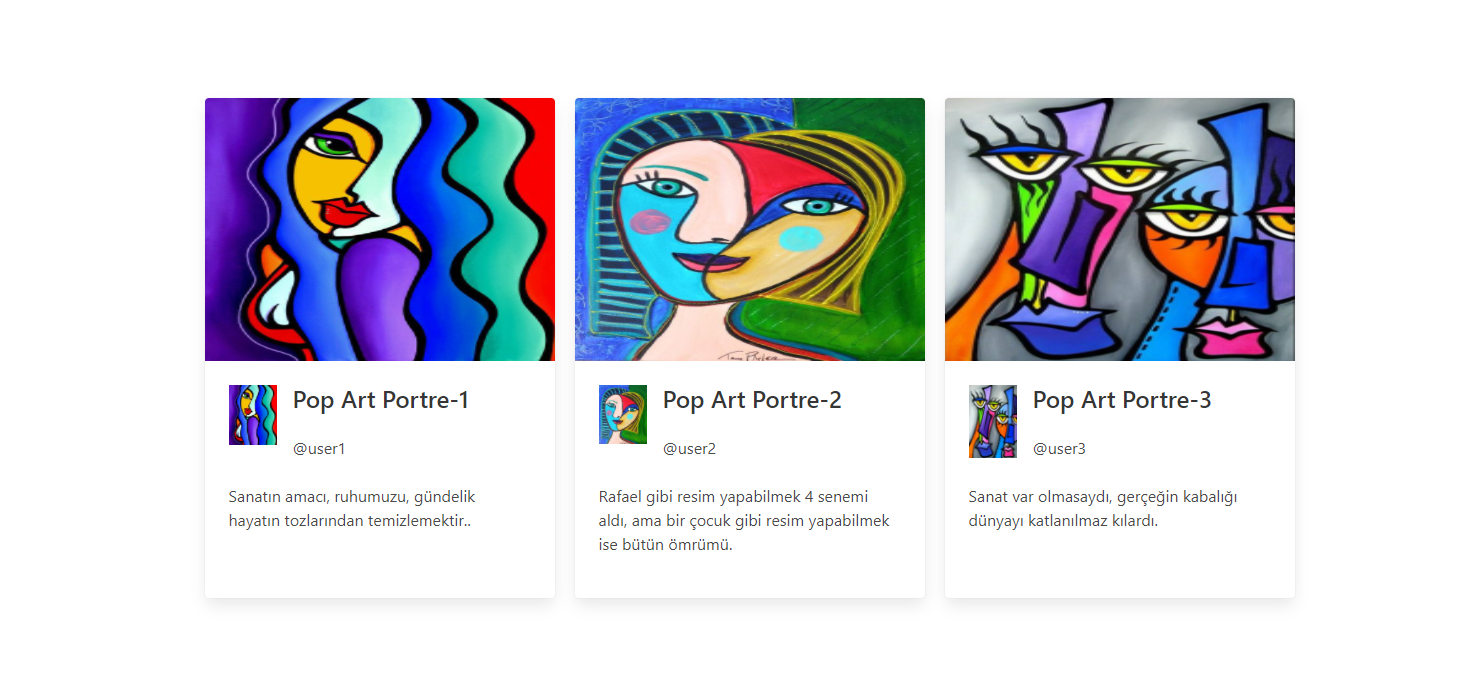 Pop Art Portre-1
@user1
Sanatın amacı, ruhumuzu, gündelik
hayatın tozlarından temizlemektir..
Pop Art Portre-2
@user2
Rafael gibi resim yapabilmek 4 senemi
aldı, ama bir çocuk gibi resim yapabilmek
ise bütün ömrümü.
Pop Art Portre-3
@user3
Sanat var olmasaydı, gerçeğin kabalığı
dünyayı katlanılmaz kılardı.